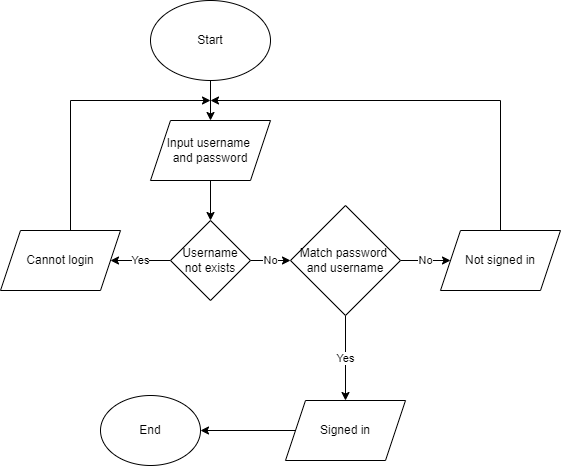 Start
Input username
and password
Cannot login
Yes
Username
not exists
No
Match password
and username
No
Not signed in
Yes
End
Signed in